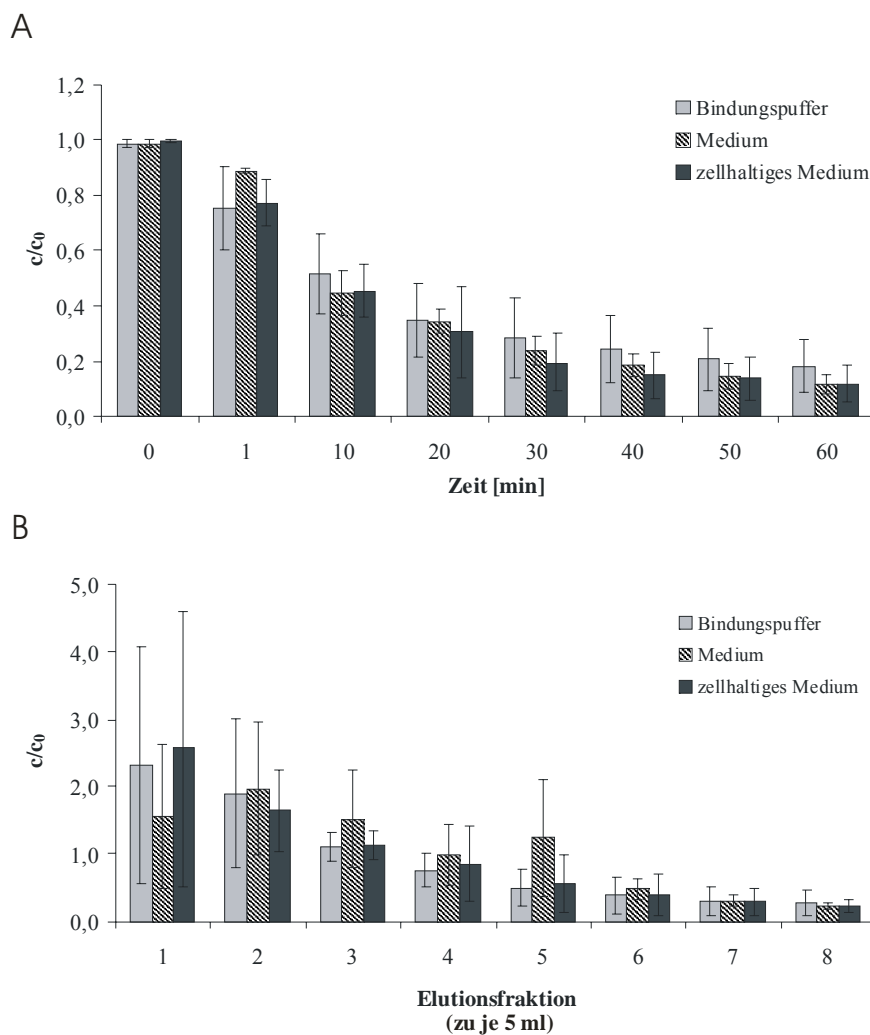 A
1,2
1,0
0,8
0,6
0,4
0,2
0,0
c/c0
Bindungspuffer
Medium
zellhaltiges Medium
0 1 10 20 30 40 50 60
Zeit [min]
B
5,0
4,0
3,0
2,0
1,0
0,0
c/c0
Bindungspuffer
Medium
zellhaltiges Medium
1 2 3 4 5 6 7 8
Elutionsfraktion
(zu je 5 ml)